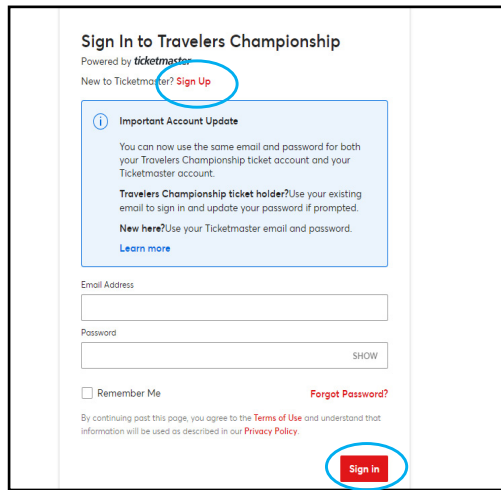 Sign In to Travelers Championship
Powered by ticketmaster
New to Ticketmaster? Sign Up
i Important Account Update
You can now use the same email and password for both
your Travelers Championship ticket account and your
Ticketmaster account.
Travelers Championship ticket holder?Use your existing
email to sign in and update your password if prompted.
New here?Use your Ticketmaster email and password.
Learn more
Email Address
Password
SHOW
Remember Me Forgot Password?
By continuing past this page, you agree to the Terms of Use and understand that
information will be used as described in our Privacy Policy.
Sign in